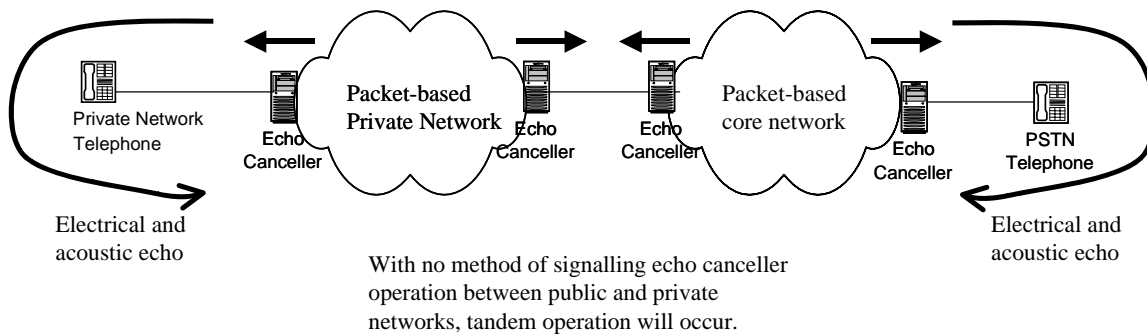 Private Network
Telephone
Echo
Canceller
Packet-based
Private Network
Echo
Canceller
Echo
Canceller
Packet-based
core network
Echo
Canceller
PSTN
Telephone
Electrical and
acoustic echo
Electrical and
acoustic echo
With no method of signalling echo canceller
operation between public and private
networks, tandem operation will occur.